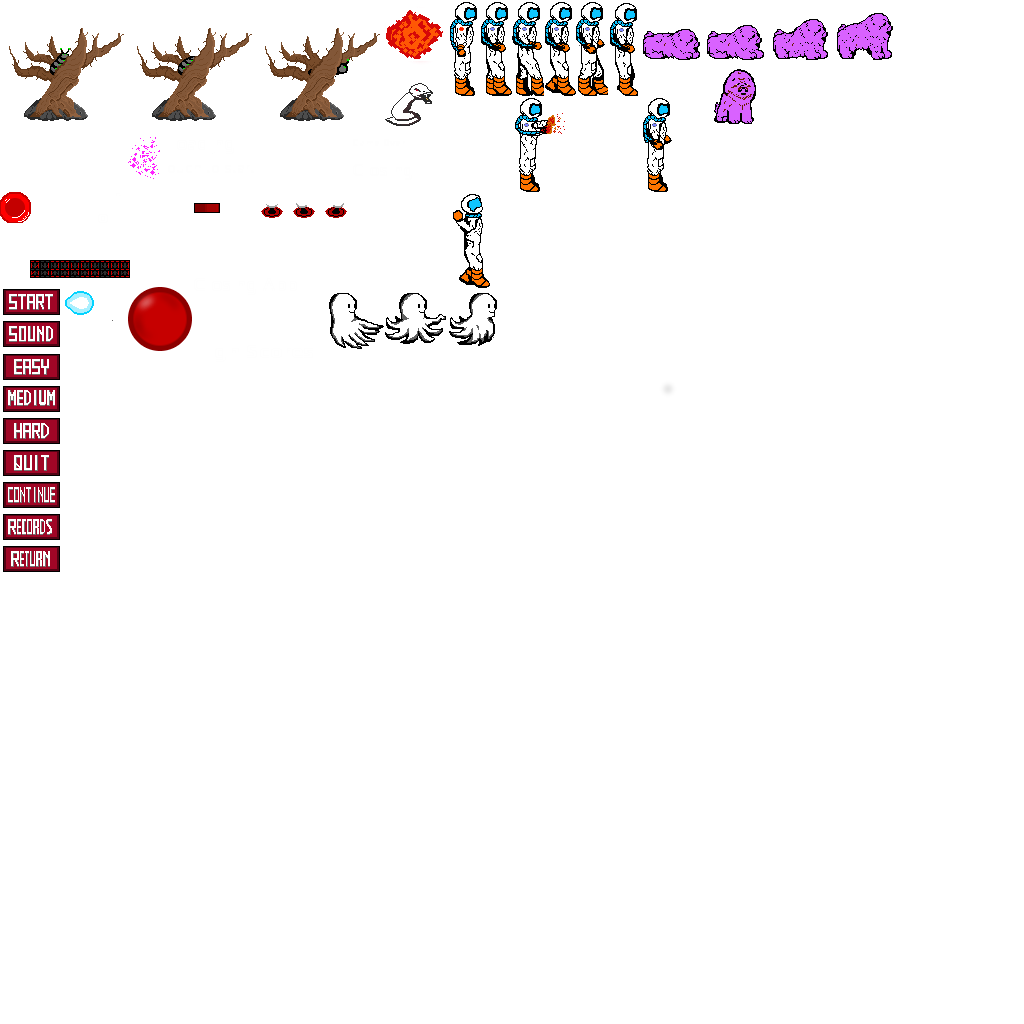 START
SOUND
EASY
MEDIUM
HARD
QUIT
CONTINUE
RECORDS
RETURN